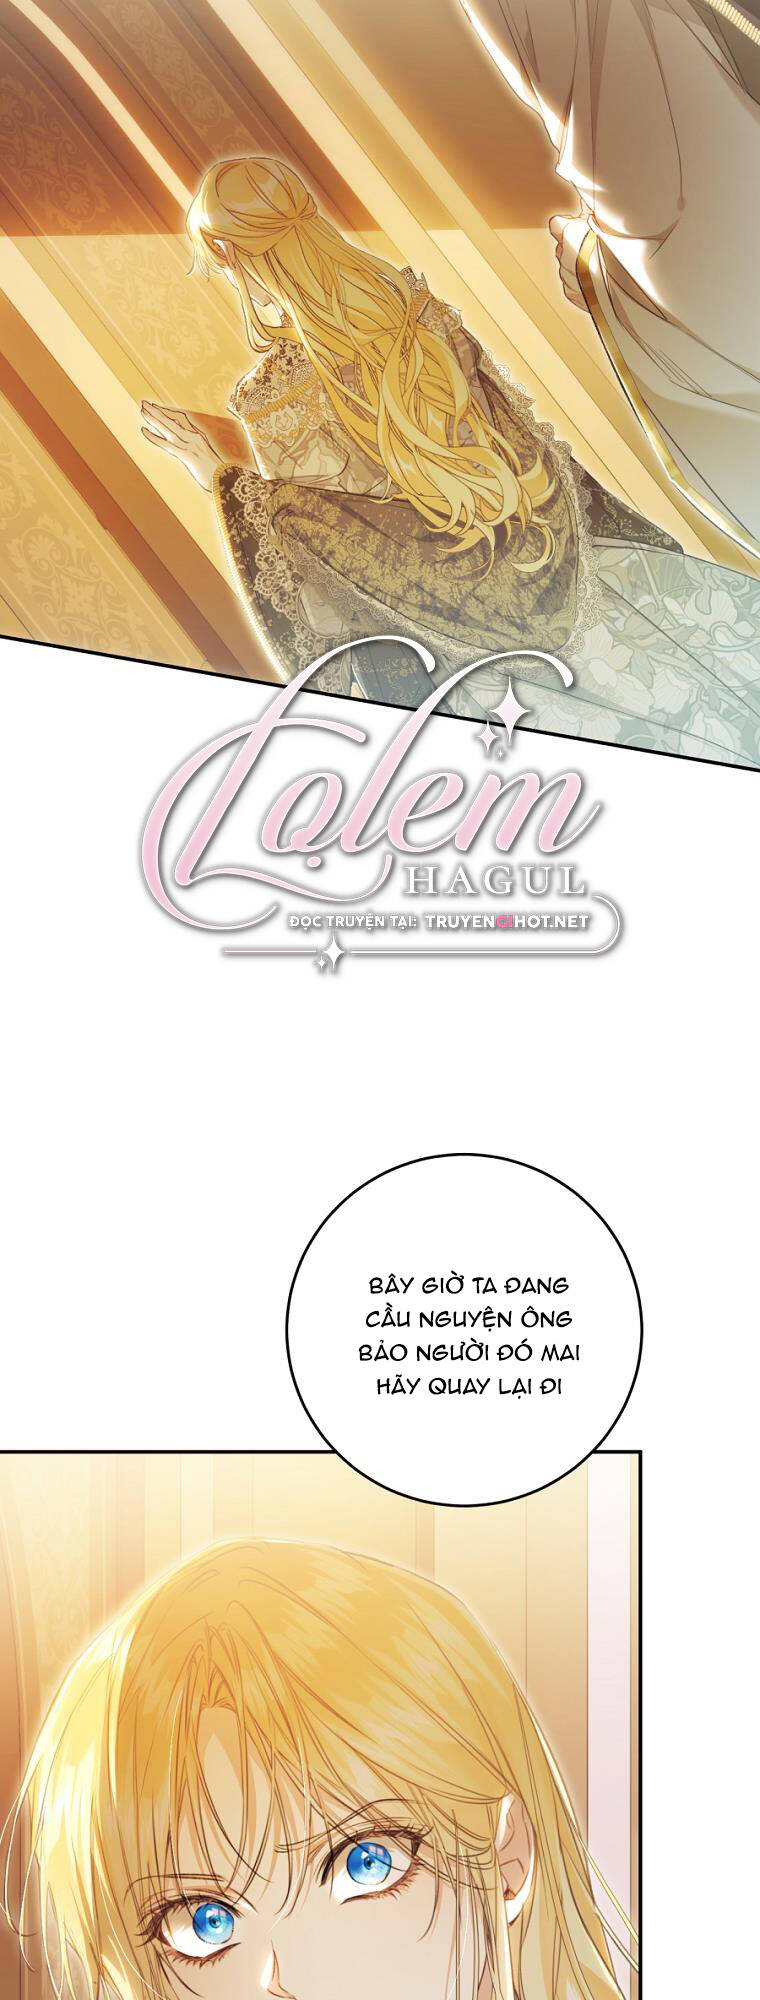 Lọlem
HAGUL
ĐỌC TRUYỆN TẠI: TRUYENGIHOT.NET
BÂY GIỜ TA ĐANG
CẦU NGUYỆN ÔNG
BẢO NGƯỜI ĐÓ MAI
HÃY QUAY LẠI ĐI